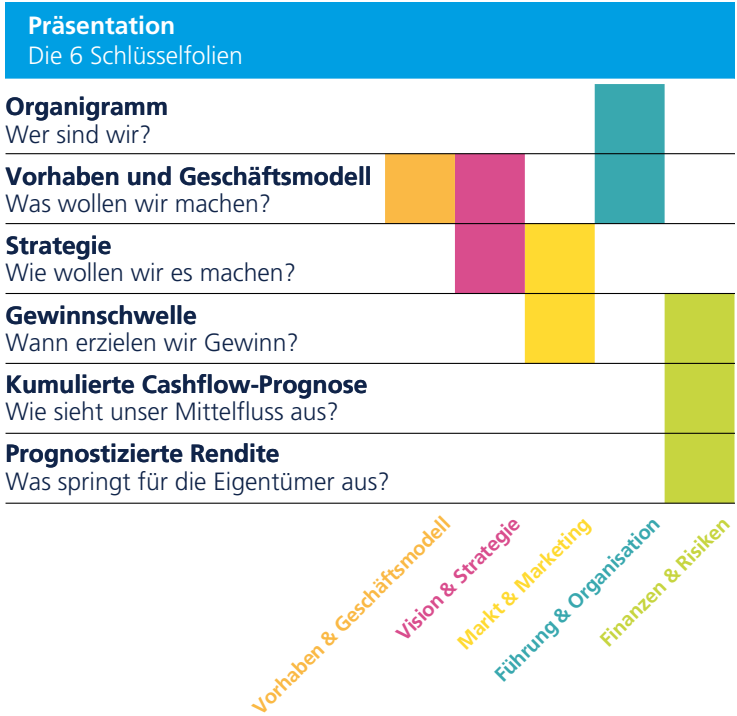 Präsentation
Die 6 Schlüsselfolien
Organigramm
Wer sind wir?
Vorhaben und Geschäftsmodell
Was wollen wir machen?
Strategie
Wie wollen wir es machen?
Gewinnschwelle
Wann erzielen wir Gewinn?
Kumulierte Cashflow-Prognose
Wie sieht unser Mittelfluss aus?
Prognostizierte Rendite
Was springt für die Eigentümer aus?
Vorhaben & Geschäftsmodell
Vision & Strategie
Markt & Marketing
Führung & Organisation
Finanzen & Risiken